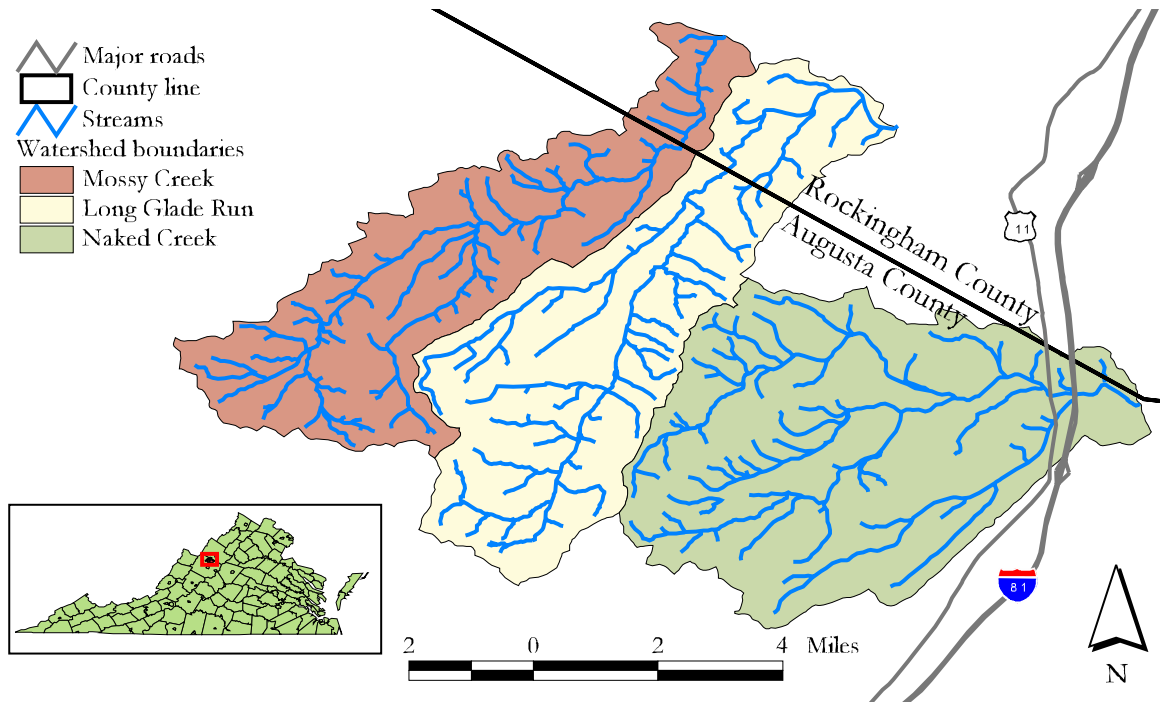 Major roads
County line
Streams
Watershed boundaries
Mossy Creek
Long Glade Run
Naked Creek
Rockingham County
Augusta County
11
81
2 0 2 4 Miles
N